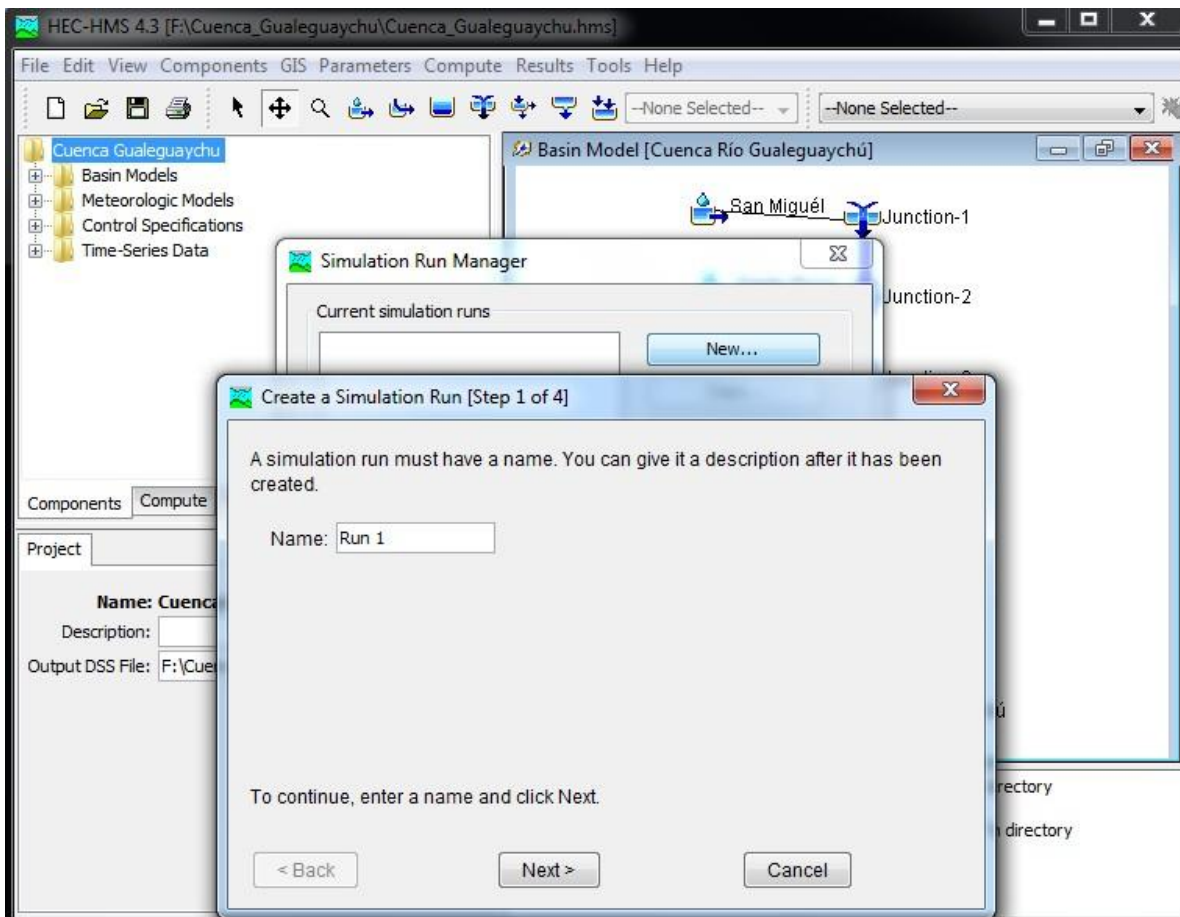 HEC-HMS 4.3 [F:\Cuenca_Gualeguaychu\Cuenca_Gualeguaychu.hms]
File Edit View Components GIS Parameters Compute Results Tools Help
--None Selected-- --None Selected--
Cuenca Gualeguaychu
Basin Models
Meteorologic Models
Control Specifications
Time-Series Data
Basin Model [Cuenca Río Gualeguaychú]
San Miguél
Junction-1
Junction-2
Simulation Run Manager
Current simulation runs
New...
Create a Simulation Run [Step 1 of 4]
A simulation run must have a name. You can give it a description after it has been
created.
Name: Run 1
To continue, enter a name and click Next.
< Back Next > Cancel
Components Compute
Project
Name: Cuenca
Description:
Output DSS File: F:\Cue
ú
directory